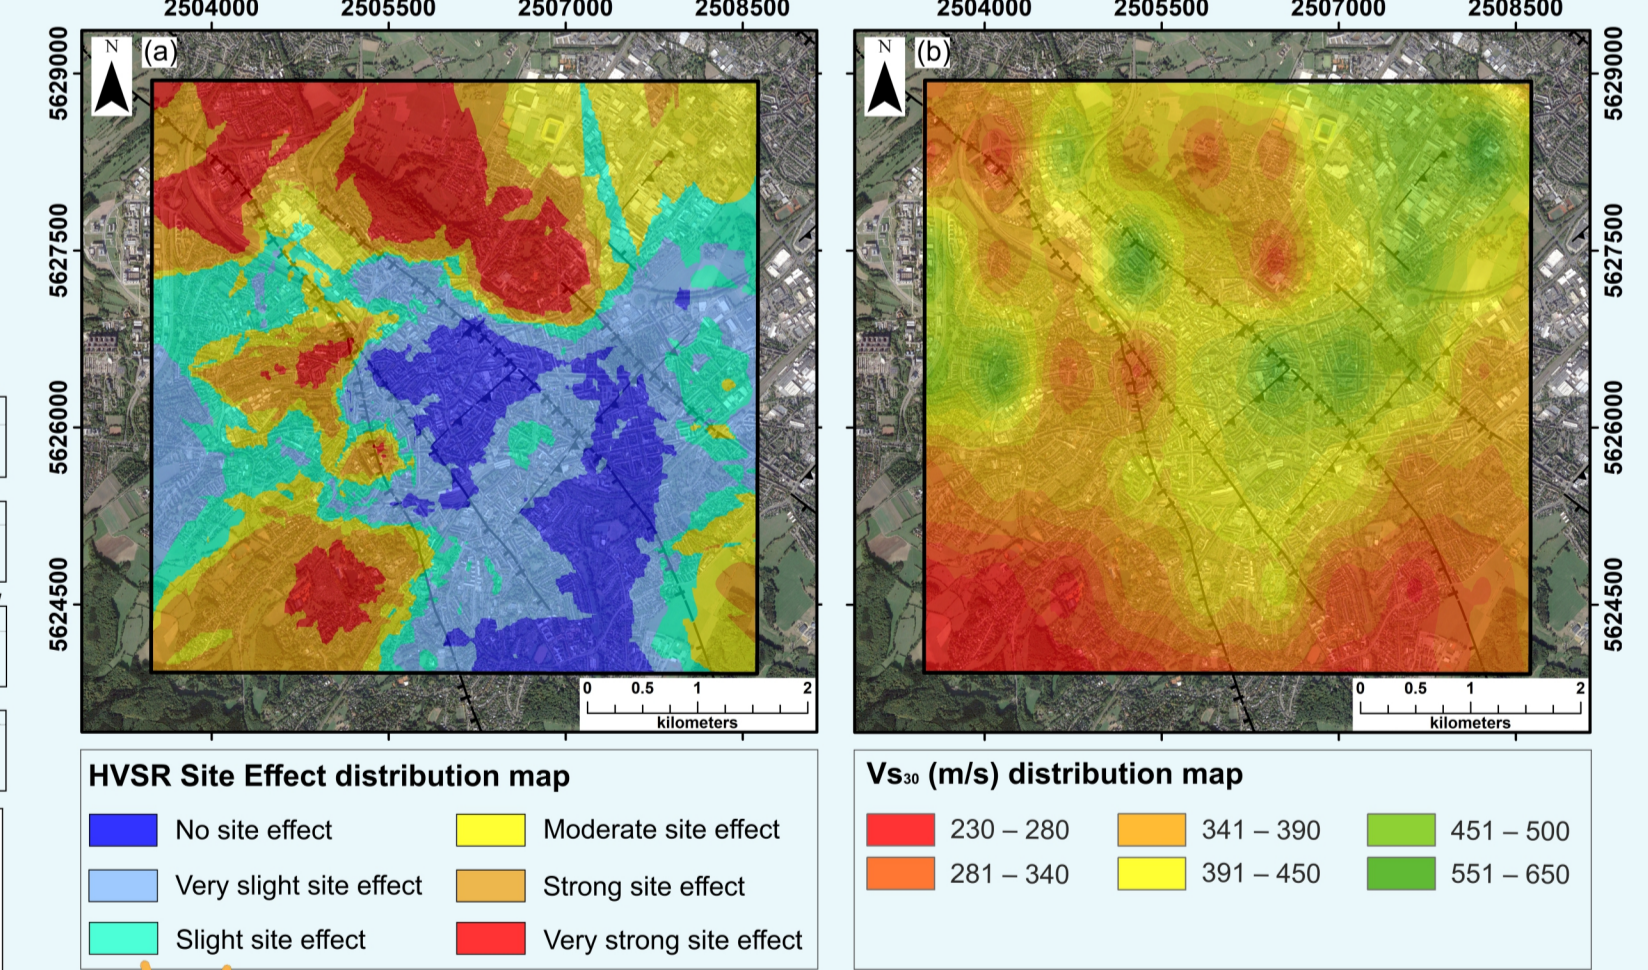 2504000 2505500 2507000 2508500
2504000 2505500 2507000 2508500
N
(a)
N
(b)
5629000
5627500
5626000
5624500
5629000
5627500
5626000
5624500
0 0.5 1 2
kilometers
0 0.5 1 2
kilometers
HVSR Site Effect distribution map
No site effect
Moderate site effect
Very slight site effect
Strong site effect
Slight site effect
Very strong site effect
Vs30 (m/s) distribution map
230 – 280
341 – 390
451 – 500
281 – 340
391 – 450
551 – 650